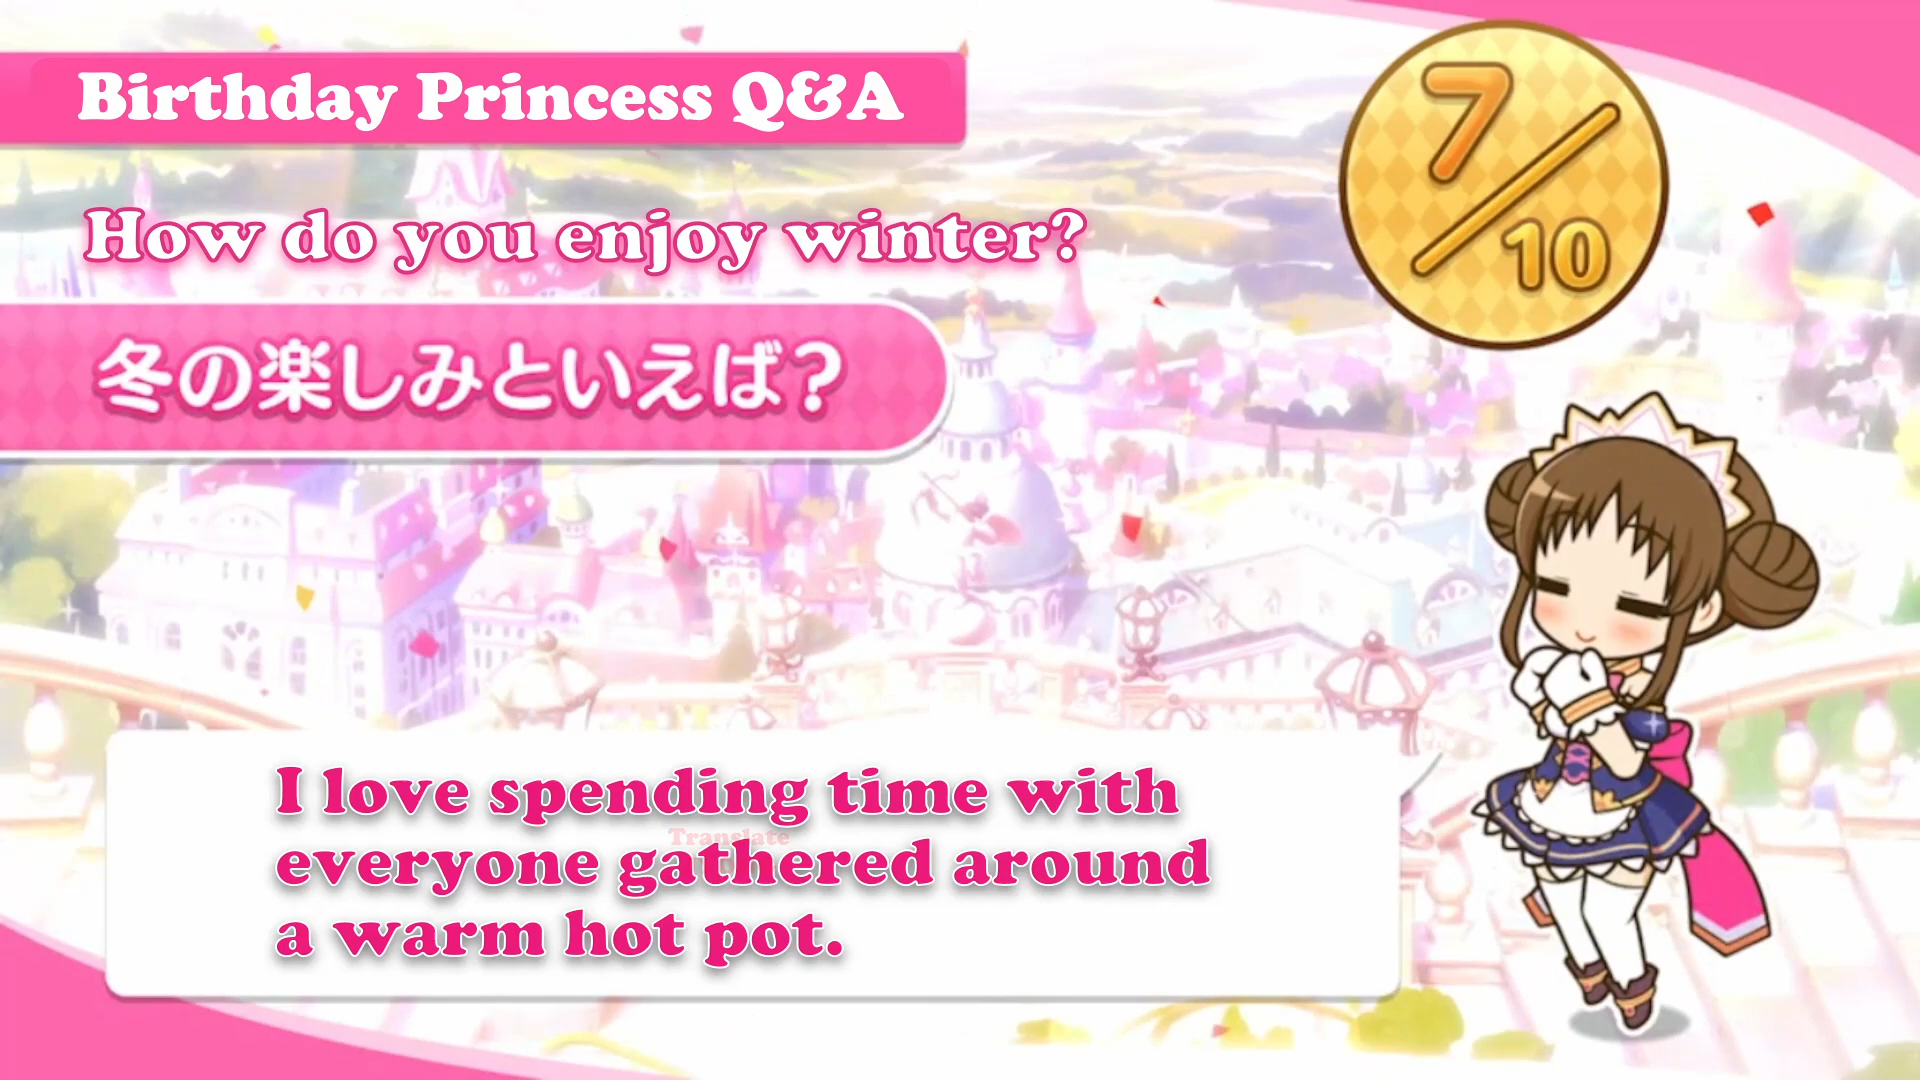 Birthday Princess Q&A
7/10
How do you enjoy winter?
冬の楽しみといえば？
I love spending time with
Translate
everyone gathered around
a warm hot pot.